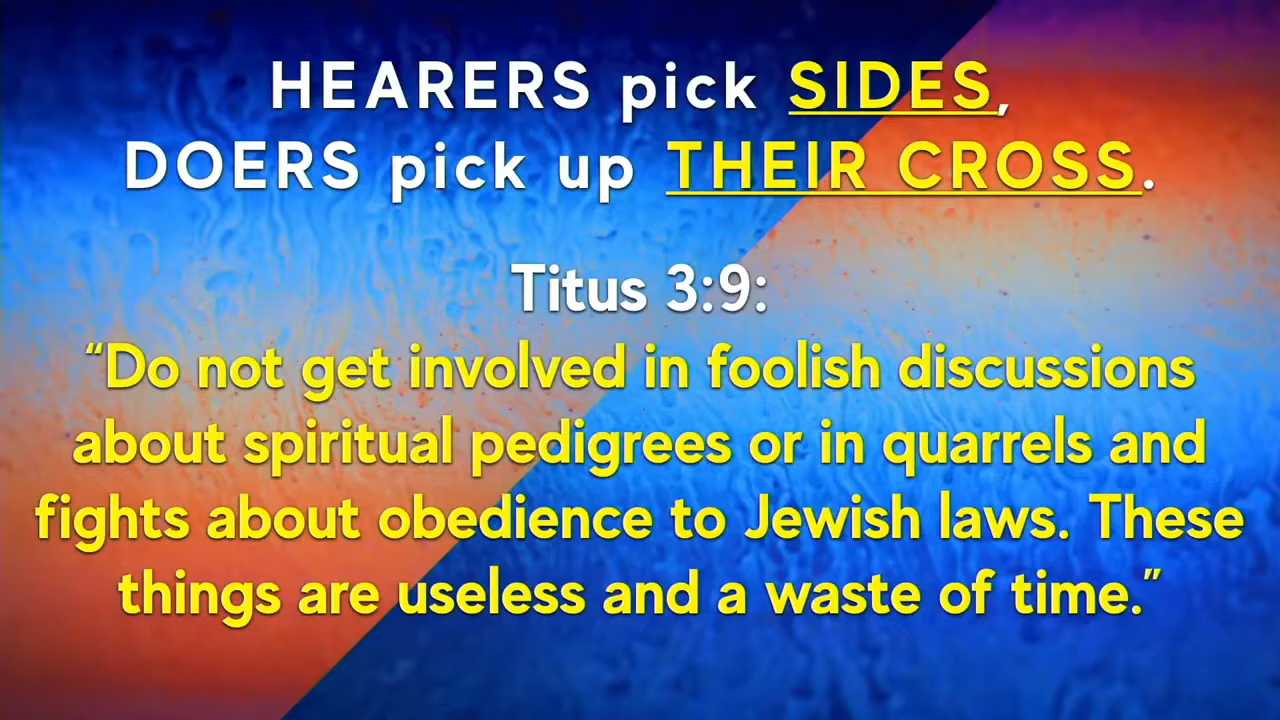 HEARERS pick SIDES,
DOERS pick up THEIR CROSS.
Titus 3:9:
“Do not get involved in foolish discussions
about spiritual pedigrees or in quarrels and
fights about obedience to Jewish laws. These
things are useless and a waste of time.”